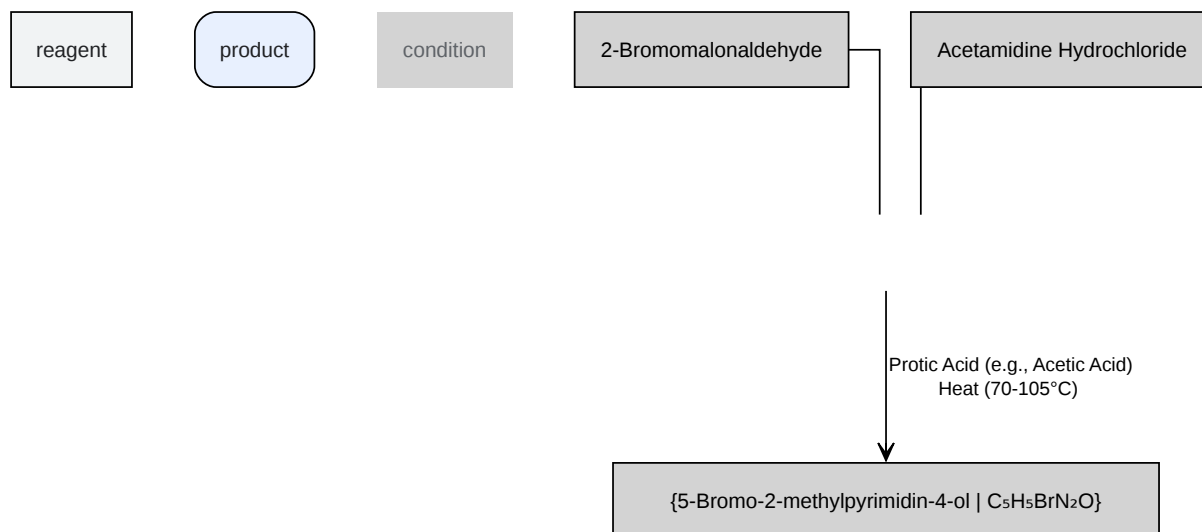 reagent
product
condition
2-Bromomalonaldehyde
Acetamidine Hydrochloride
Protic Acid (e.g., Acetic Acid)
Heat (70-105°C)
{5-Bromo-2-methylpyrimidin-4-ol | C₅H₅BrN₂O}